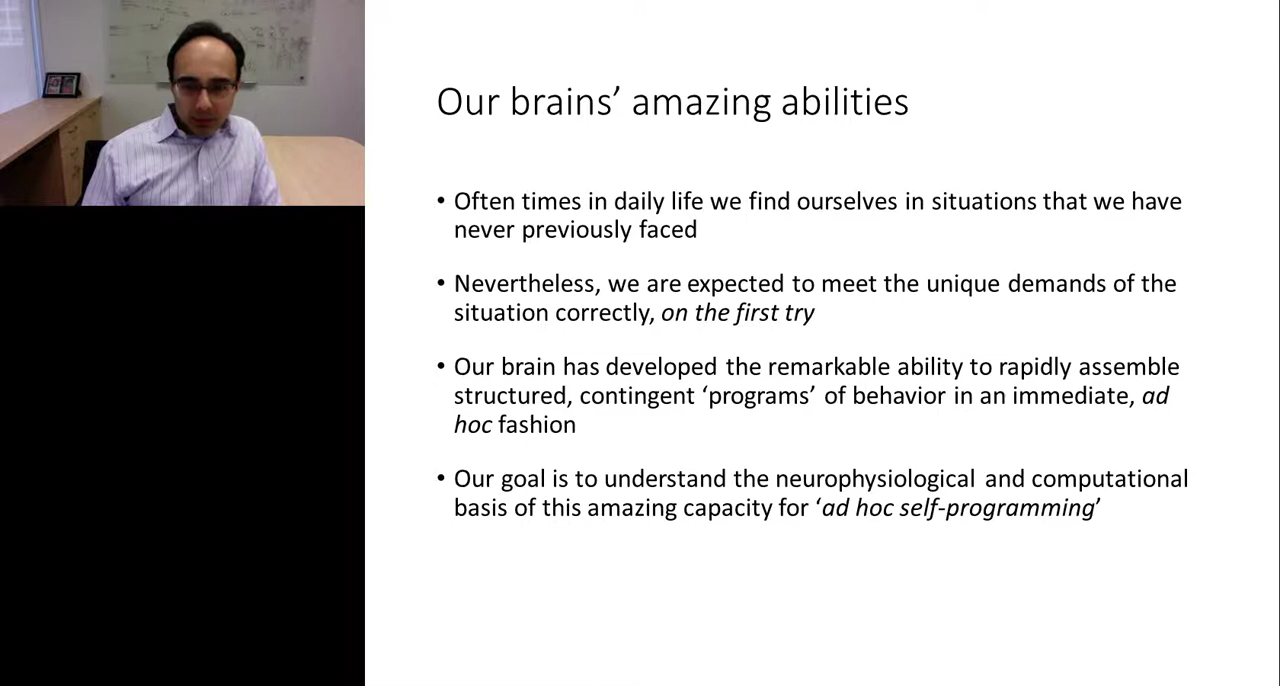 Our brains’ amazing abilities
• Often times in daily life we find ourselves in situations that we have
never previously faced
• Nevertheless, we are expected to meet the unique demands of the
situation correctly, on the first try
• Our brain has developed the remarkable ability to rapidly assemble
structured, contingent ‘programs’ of behavior in an immediate, ad
hoc fashion
• Our goal is to understand the neurophysiological and computational
basis of this amazing capacity for ‘ad hoc self-programming’